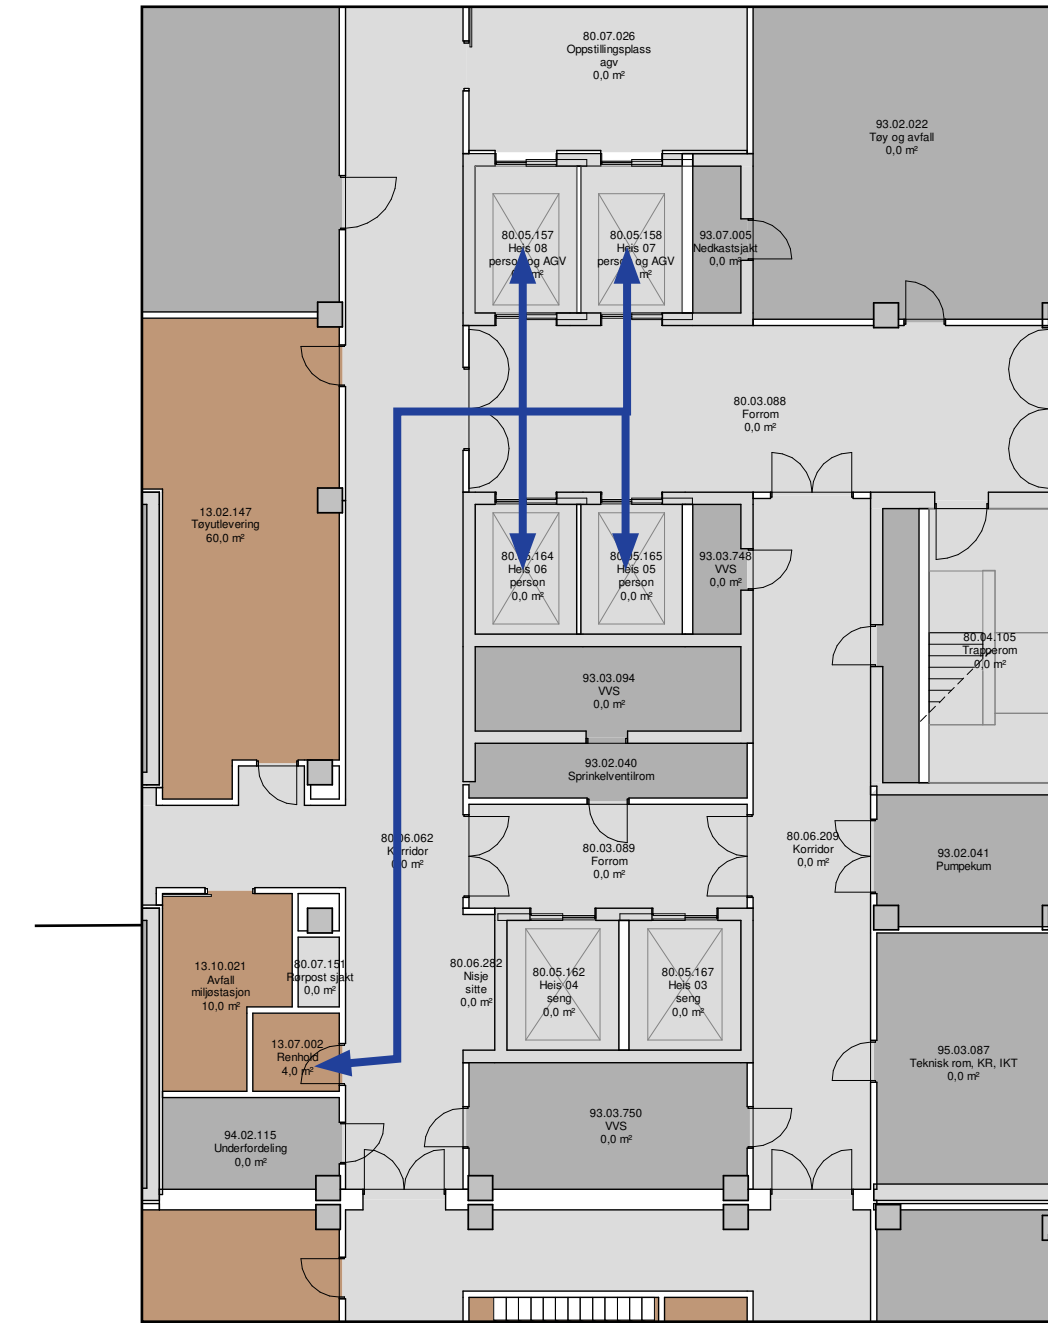 80.07.026
Oppstillingsplass
agv
0,0 m²
93.02.022
Tøy og avfall
0,0 m²
80.05.157
Heis 08
person og AGV
m²
80.05.158
Heis 07
person og AGV
m²
93.07.005
Nedkastsjakt
0,0 m²
80.03.088
Forrom
0,0 m²
13.02.147
Tøyutlevering
60,0 m²
80.05.164
Heis 06
person
0,0 m²
80.05.165
Heis 05
person
0,0 m²
93.03.748
VVS
0,0 m²
80.04.105
Trapperom
0,0 m²
93.03.094
VVS
0,0 m²
93.02.040
Sprinkelventilrom
80.06.062
Korridor
0,0 m²
80.03.089
Forrom
0,0 m²
80.06.209
Korridor
0,0 m²
93.02.041
Pumpekum
13.10.021
Avfall
miljøstasjon
10,0 m²
80.07.151
Rørpost sjakt
0,0 m²
80.06.282
Nisje
sitte
0,0 m²
80.05.162
Heis 04
seng
0,0 m²
80.05.167
Heis 03
seng
0,0 m²
13.07.002
Renhold
4,0 m²
95.03.087
Teknisk rom, KR, IKT
0,0 m²
94.02.115
Underfordeling
0,0 m²
93.03.750
VVS
0,0 m²